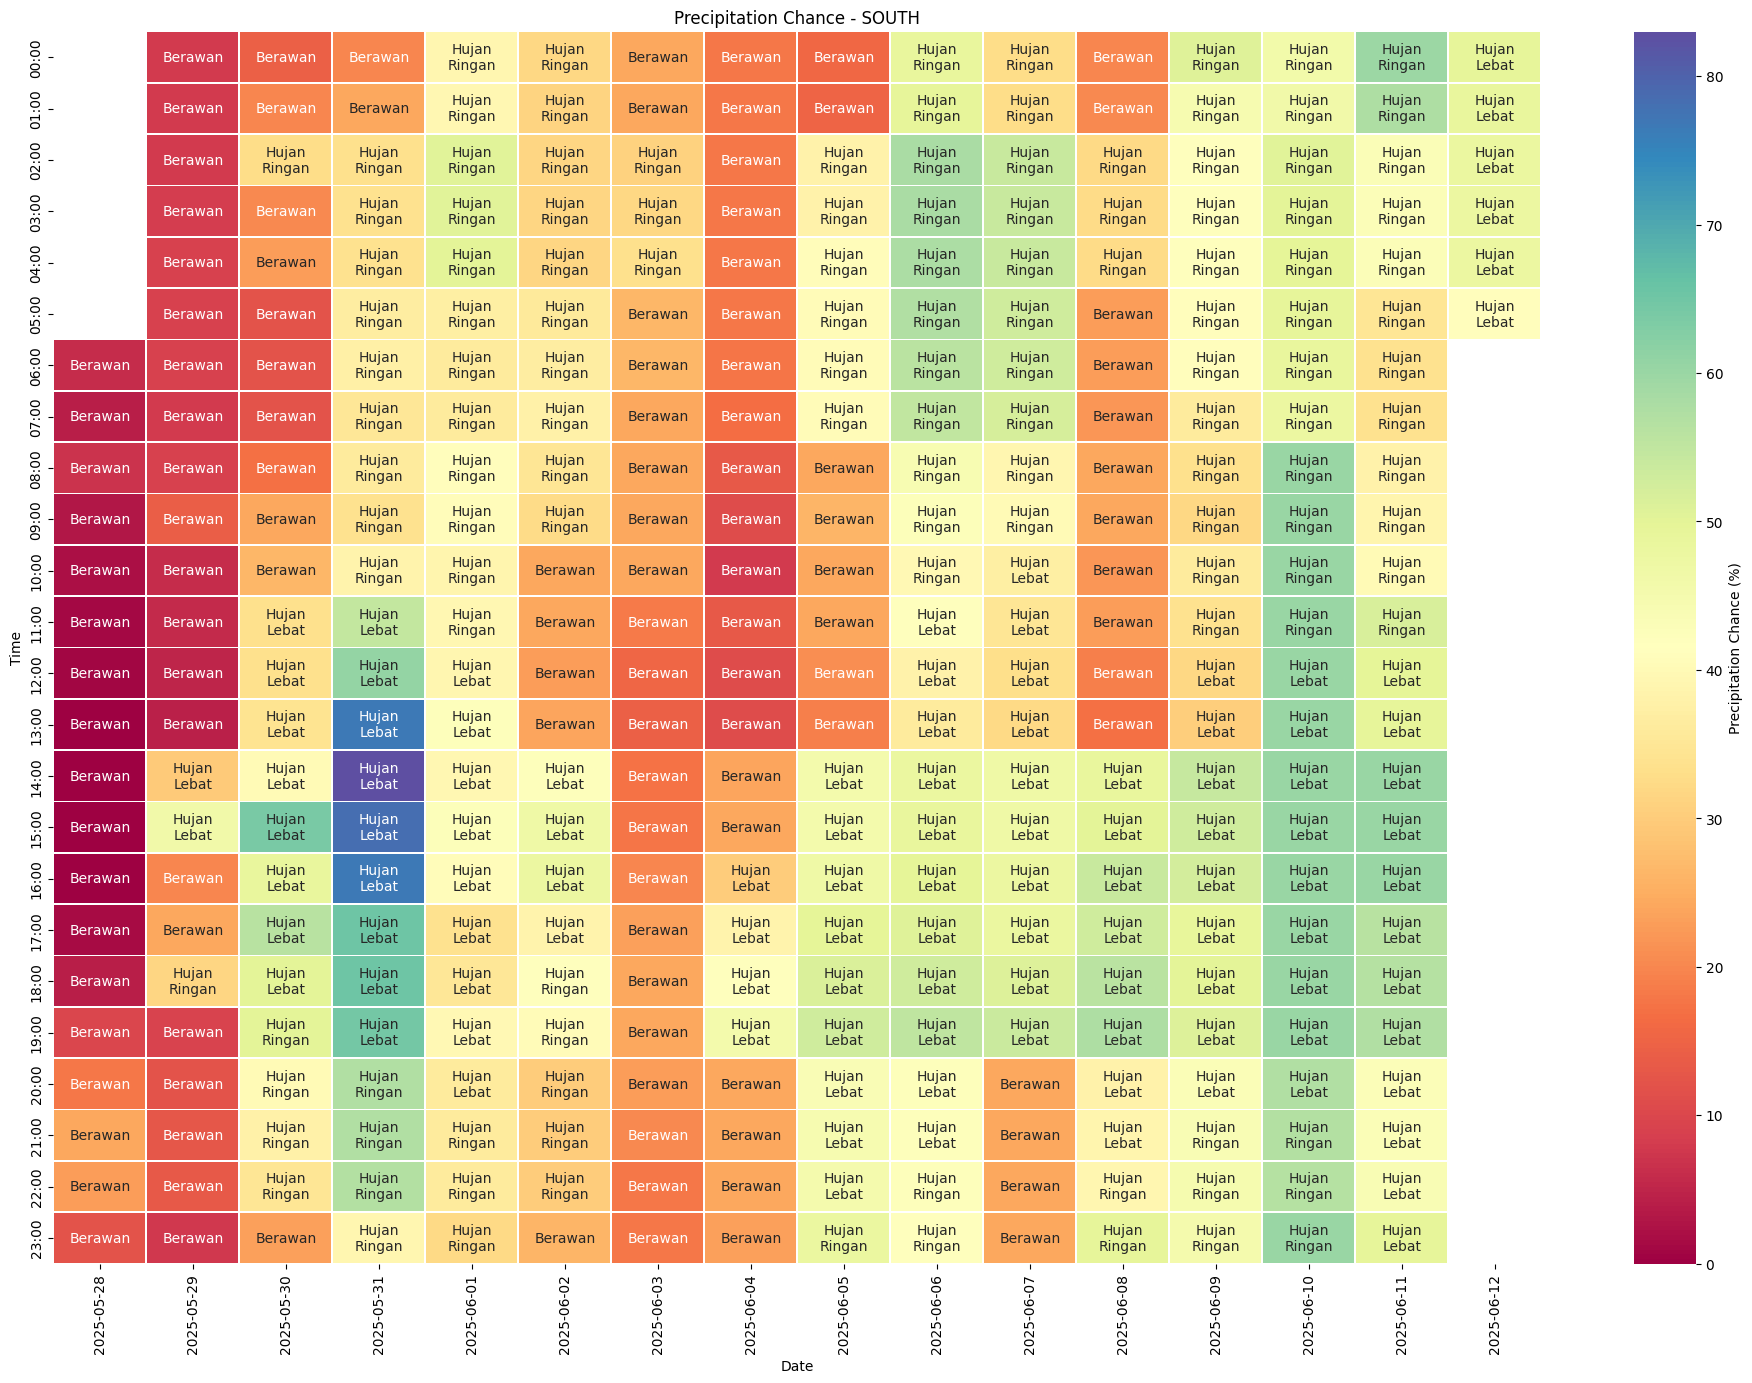 Precipitation Chance - SOUTH
00:00 Berawan Berawan Berawan Hujan Ringan Hujan Ringan Berawan Berawan Berawan Hujan Ringan Hujan Ringan Berawan Hujan Ringan Hujan Ringan Hujan Ringan Hujan Lebat
01:00 Berawan Berawan Berawan Hujan Ringan Hujan Ringan Berawan Berawan Berawan Hujan Ringan Hujan Ringan Berawan Hujan Ringan Hujan Ringan Hujan Ringan Hujan Lebat
02:00 Berawan Hujan Ringan Hujan Ringan Hujan Ringan Hujan Ringan Hujan Ringan Berawan Hujan Ringan Hujan Ringan Hujan Ringan Hujan Ringan Hujan Ringan Hujan Ringan Hujan Ringan Hujan Lebat
03:00 Berawan Berawan Hujan Ringan Hujan Ringan Hujan Ringan Hujan Ringan Berawan Hujan Ringan Hujan Ringan Hujan Ringan Hujan Ringan Hujan Ringan Hujan Ringan Hujan Ringan Hujan Lebat
04:00 Berawan Berawan Hujan Ringan Hujan Ringan Hujan Ringan Hujan Ringan Berawan Hujan Ringan Hujan Ringan Hujan Ringan Hujan Ringan Hujan Ringan Hujan Ringan Hujan Ringan Hujan Lebat
05:00 Berawan Berawan Hujan Ringan Hujan Ringan Hujan Ringan Berawan Berawan Hujan Ringan Hujan Ringan Hujan Ringan Berawan Hujan Ringan Hujan Ringan Hujan Ringan Hujan Lebat
06:00 Berawan Berawan Berawan Hujan Ringan Hujan Ringan Hujan Ringan Berawan Berawan Hujan Ringan Hujan Ringan Hujan Ringan Berawan Hujan Ringan Hujan Ringan Hujan Ringan
07:00 Berawan Berawan Berawan Hujan Ringan Hujan Ringan Hujan Ringan Berawan Berawan Hujan Ringan Hujan Ringan Hujan Ringan Berawan Hujan Ringan Hujan Ringan Hujan Ringan
08:00 Berawan Berawan Berawan Hujan Ringan Hujan Ringan Hujan Ringan Berawan Berawan Berawan Hujan Ringan Hujan Ringan Berawan Hujan Ringan Hujan Ringan Hujan Ringan
09:00 Berawan Berawan Berawan Hujan Ringan Hujan Ringan Hujan Ringan Berawan Berawan Berawan Hujan Ringan Hujan Ringan Berawan Hujan Ringan Hujan Ringan Hujan Ringan
10:00 Berawan Berawan Berawan Hujan Ringan Hujan Ringan Berawan Berawan Berawan Berawan Hujan Ringan Hujan Lebat Berawan Hujan Ringan Hujan Ringan Hujan Ringan
11:00 Berawan Berawan Hujan Lebat Hujan Lebat Hujan Ringan Berawan Berawan Berawan Berawan Hujan Lebat Hujan Lebat Berawan Hujan Ringan Hujan Ringan Hujan Ringan
12:00 Berawan Berawan Hujan Lebat Hujan Lebat Hujan Lebat Berawan Berawan Berawan Berawan Hujan Lebat Hujan Lebat Berawan Hujan Lebat Hujan Lebat Hujan Lebat
13:00 Berawan Berawan Hujan Lebat Hujan Lebat Hujan Lebat Berawan Berawan Berawan Berawan Hujan Lebat Hujan Lebat Berawan Hujan Lebat Hujan Lebat Hujan Lebat
14:00 Berawan Hujan Lebat Hujan Lebat Hujan Lebat Hujan Lebat Hujan Lebat Berawan Berawan Hujan Lebat Hujan Lebat Hujan Lebat Hujan Lebat Hujan Lebat Hujan Lebat Hujan Lebat
15:00 Berawan Hujan Lebat Hujan Lebat Hujan Lebat Hujan Lebat Hujan Lebat Berawan Berawan Hujan Lebat Hujan Lebat Hujan Lebat Hujan Lebat Hujan Lebat Hujan Lebat Hujan Lebat
16:00 Berawan Berawan Hujan Lebat Hujan Lebat Hujan Lebat Hujan Lebat Berawan Hujan Lebat Hujan Lebat Hujan Lebat Hujan Lebat Hujan Lebat Hujan Lebat Hujan Lebat Hujan Lebat
17:00 Berawan Berawan Hujan Lebat Hujan Lebat Hujan Lebat Hujan Lebat Berawan Hujan Lebat Hujan Lebat Hujan Lebat Hujan Lebat Hujan Lebat Hujan Lebat Hujan Lebat Hujan Lebat
18:00 Berawan Hujan Ringan Hujan Lebat Hujan Lebat Hujan Lebat Hujan Ringan Berawan Hujan Lebat Hujan Lebat Hujan Lebat Hujan Lebat Hujan Lebat Hujan Lebat Hujan Lebat Hujan Lebat
19:00 Berawan Berawan Hujan Ringan Hujan Lebat Hujan Lebat Hujan Ringan Berawan Hujan Lebat Hujan Lebat Hujan Lebat Hujan Lebat Hujan Lebat Hujan Lebat Hujan Lebat Hujan Lebat
20:00 Berawan Berawan Hujan Ringan Hujan Ringan Hujan Lebat Hujan Ringan Berawan Berawan Hujan Lebat Hujan Lebat Berawan Hujan Lebat Hujan Lebat Hujan Lebat Hujan Lebat
21:00 Berawan Berawan Hujan Ringan Hujan Ringan Hujan Ringan Hujan Ringan Berawan Berawan Hujan Lebat Hujan Lebat Berawan Hujan Lebat Hujan Ringan Hujan Ringan Hujan Lebat
22:00 Berawan Berawan Hujan Ringan Hujan Ringan Hujan Ringan Hujan Ringan Berawan Berawan Hujan Lebat Hujan Ringan Berawan Hujan Ringan Hujan Ringan Hujan Ringan Hujan Lebat
23:00 Berawan Berawan Berawan Hujan Ringan Hujan Ringan Berawan Berawan Berawan Hujan Ringan Hujan Ringan Berawan Hujan Ringan Hujan Ringan Hujan Ringan Hujan Lebat
Time
2025-05-28 2025-05-29 2025-05-30 2025-05-31 2025-06-01 2025-06-02 2025-06-03 2025-06-04 2025-06-05 2025-06-06 2025-06-07 2025-06-08 2025-06-09 2025-06-10 2025-06-11 2025-06-12
Date
80
70
60
50
40
30
20
10
0
Precipitation Chance (%)